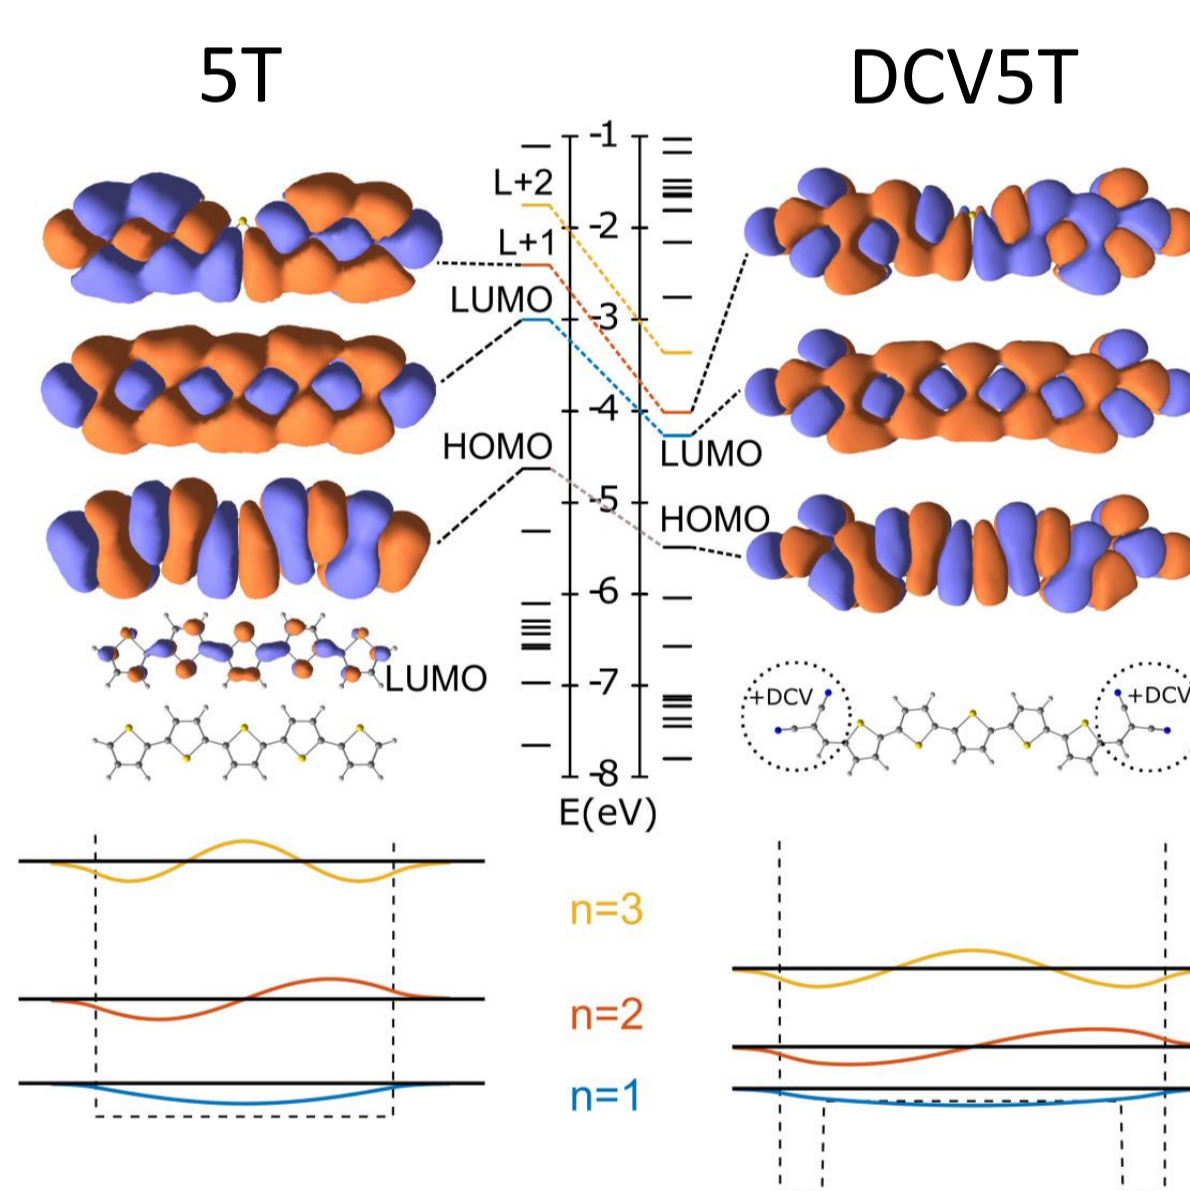 5T
DCV5T
-1
L+2
-2
L+1
LUMO
-3
-4
HOMO
LUMO
-5
HOMO
-6
LUMO
-7
+DCV
+DCV
-8
E(eV)
n=3
n=2
n=1